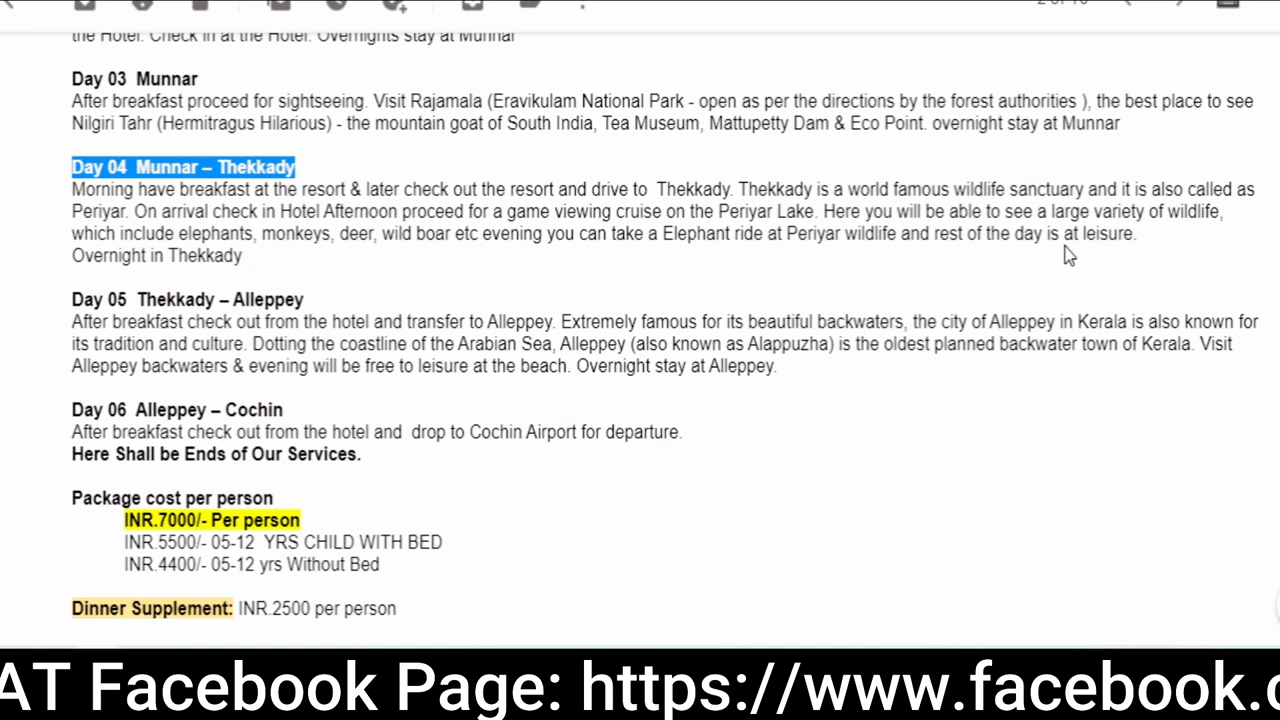 the Hotel. Check in at the Hotel. Overnights stay at Munnar
Day 03  Munnar
After breakfast proceed for sightseeing. Visit Rajamala (Eravikulam National Park - open as per the directions by the forest authorities ), the best place to see
Nilgiri Tahr (Hermitragus Hilarious) - the mountain goat of South India, Tea Museum, Mattupetty Dam & Eco Point. overnight stay at Munnar
Day 04  Munnar – Thekkady
Morning have breakfast at the resort & later check out the resort and drive to  Thekkady. Thekkady is a world famous wildlife sanctuary and it is also called as
Periyar. On arrival check in Hotel Afternoon proceed for a game viewing cruise on the Periyar Lake. Here you will be able to see a large variety of wildlife,
which include elephants, monkeys, deer, wild boar etc evening you can take a Elephant ride at Periyar wildlife and rest of the day is at leisure.
Overnight in Thekkady
Day 05  Thekkady – Alleppey
After breakfast check out from the hotel and transfer to Alleppey. Extremely famous for its beautiful backwaters, the city of Alleppey in Kerala is also known for
its tradition and culture. Dotting the coastline of the Arabian Sea, Alleppey (also known as Alappuzha) is the oldest planned backwater town of Kerala. Visit
Alleppey backwaters & evening will be free to leisure at the beach. Overnight stay at Alleppey.
Day 06  Alleppey – Cochin
After breakfast check out from the hotel and  drop to Cochin Airport for departure.
Here Shall be Ends of Our Services.
Package cost per person
INR.7000/- Per person
INR.5500/- 05-12  YRS CHILD WITH BED
INR.4400/- 05-12 yrs Without Bed
Dinner Supplement: INR.2500 per person
AT Facebook Page: https://www.facebook.c